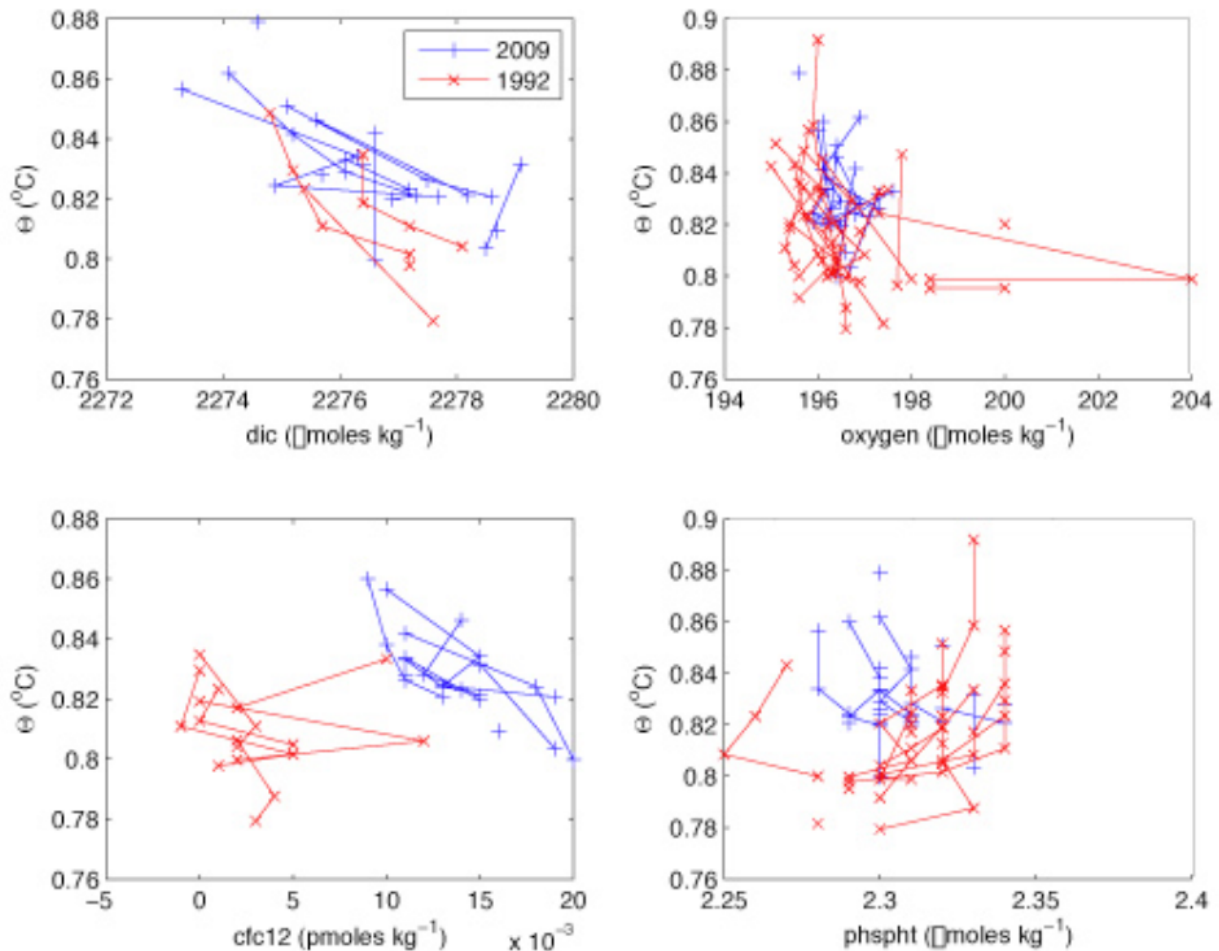 0.88
0.86
0.84
0.82
0.8
0.78
0.76
Θ (°C)
2009
1992
2272 2274 2276 2278 2280
dic (▯moles kg⁻¹)
0.9
0.88
0.86
0.84
0.82
0.8
0.78
0.76
Θ (°C)
194 196 198 200 202 204
oxygen (▯moles kg⁻¹)
0.88
0.86
0.84
0.82
0.8
0.78
0.76
Θ (°C)
−5 0 5 10 15 20
cfc12 (pmoles kg⁻¹)
x 10⁻³
0.9
0.88
0.86
0.84
0.82
0.8
0.78
0.76
Θ (°C)
2.25 2.3 2.35 2.4
phspht (▯moles kg⁻¹)